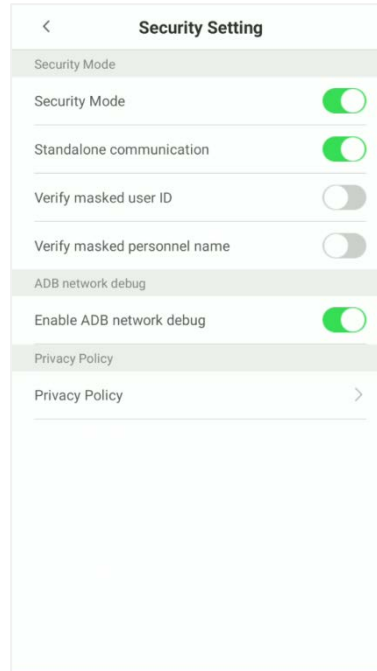 Security Setting
Security Mode
Security Mode
Standalone communication
Verify masked user ID
Verify masked personnel name
ADB network debug
Enable ADB network debug
Privacy Policy
Privacy Policy